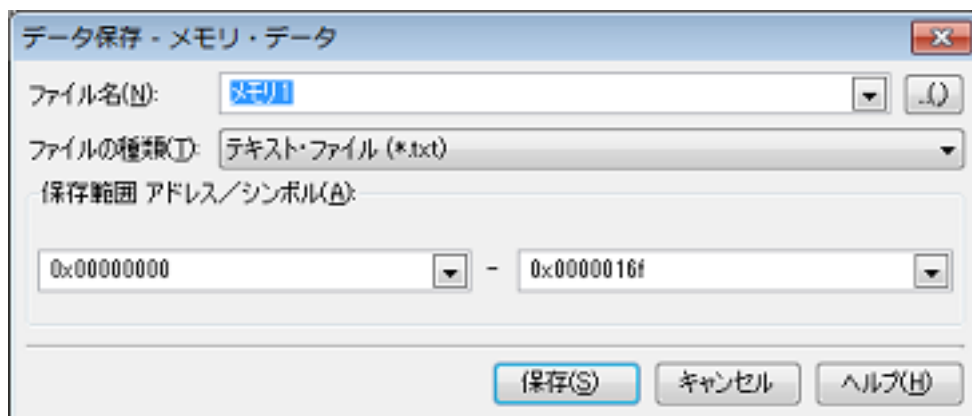 データ保存 - メモリ・データ
ファイル名(N): メモリ1 ...()
ファイルの種類(T): テキスト・ファイル (*.txt)
保存範囲 アドレス／シンボル(A):
0x00000000 - 0x0000016f
保存(S) キャンセル ヘルプ(H)